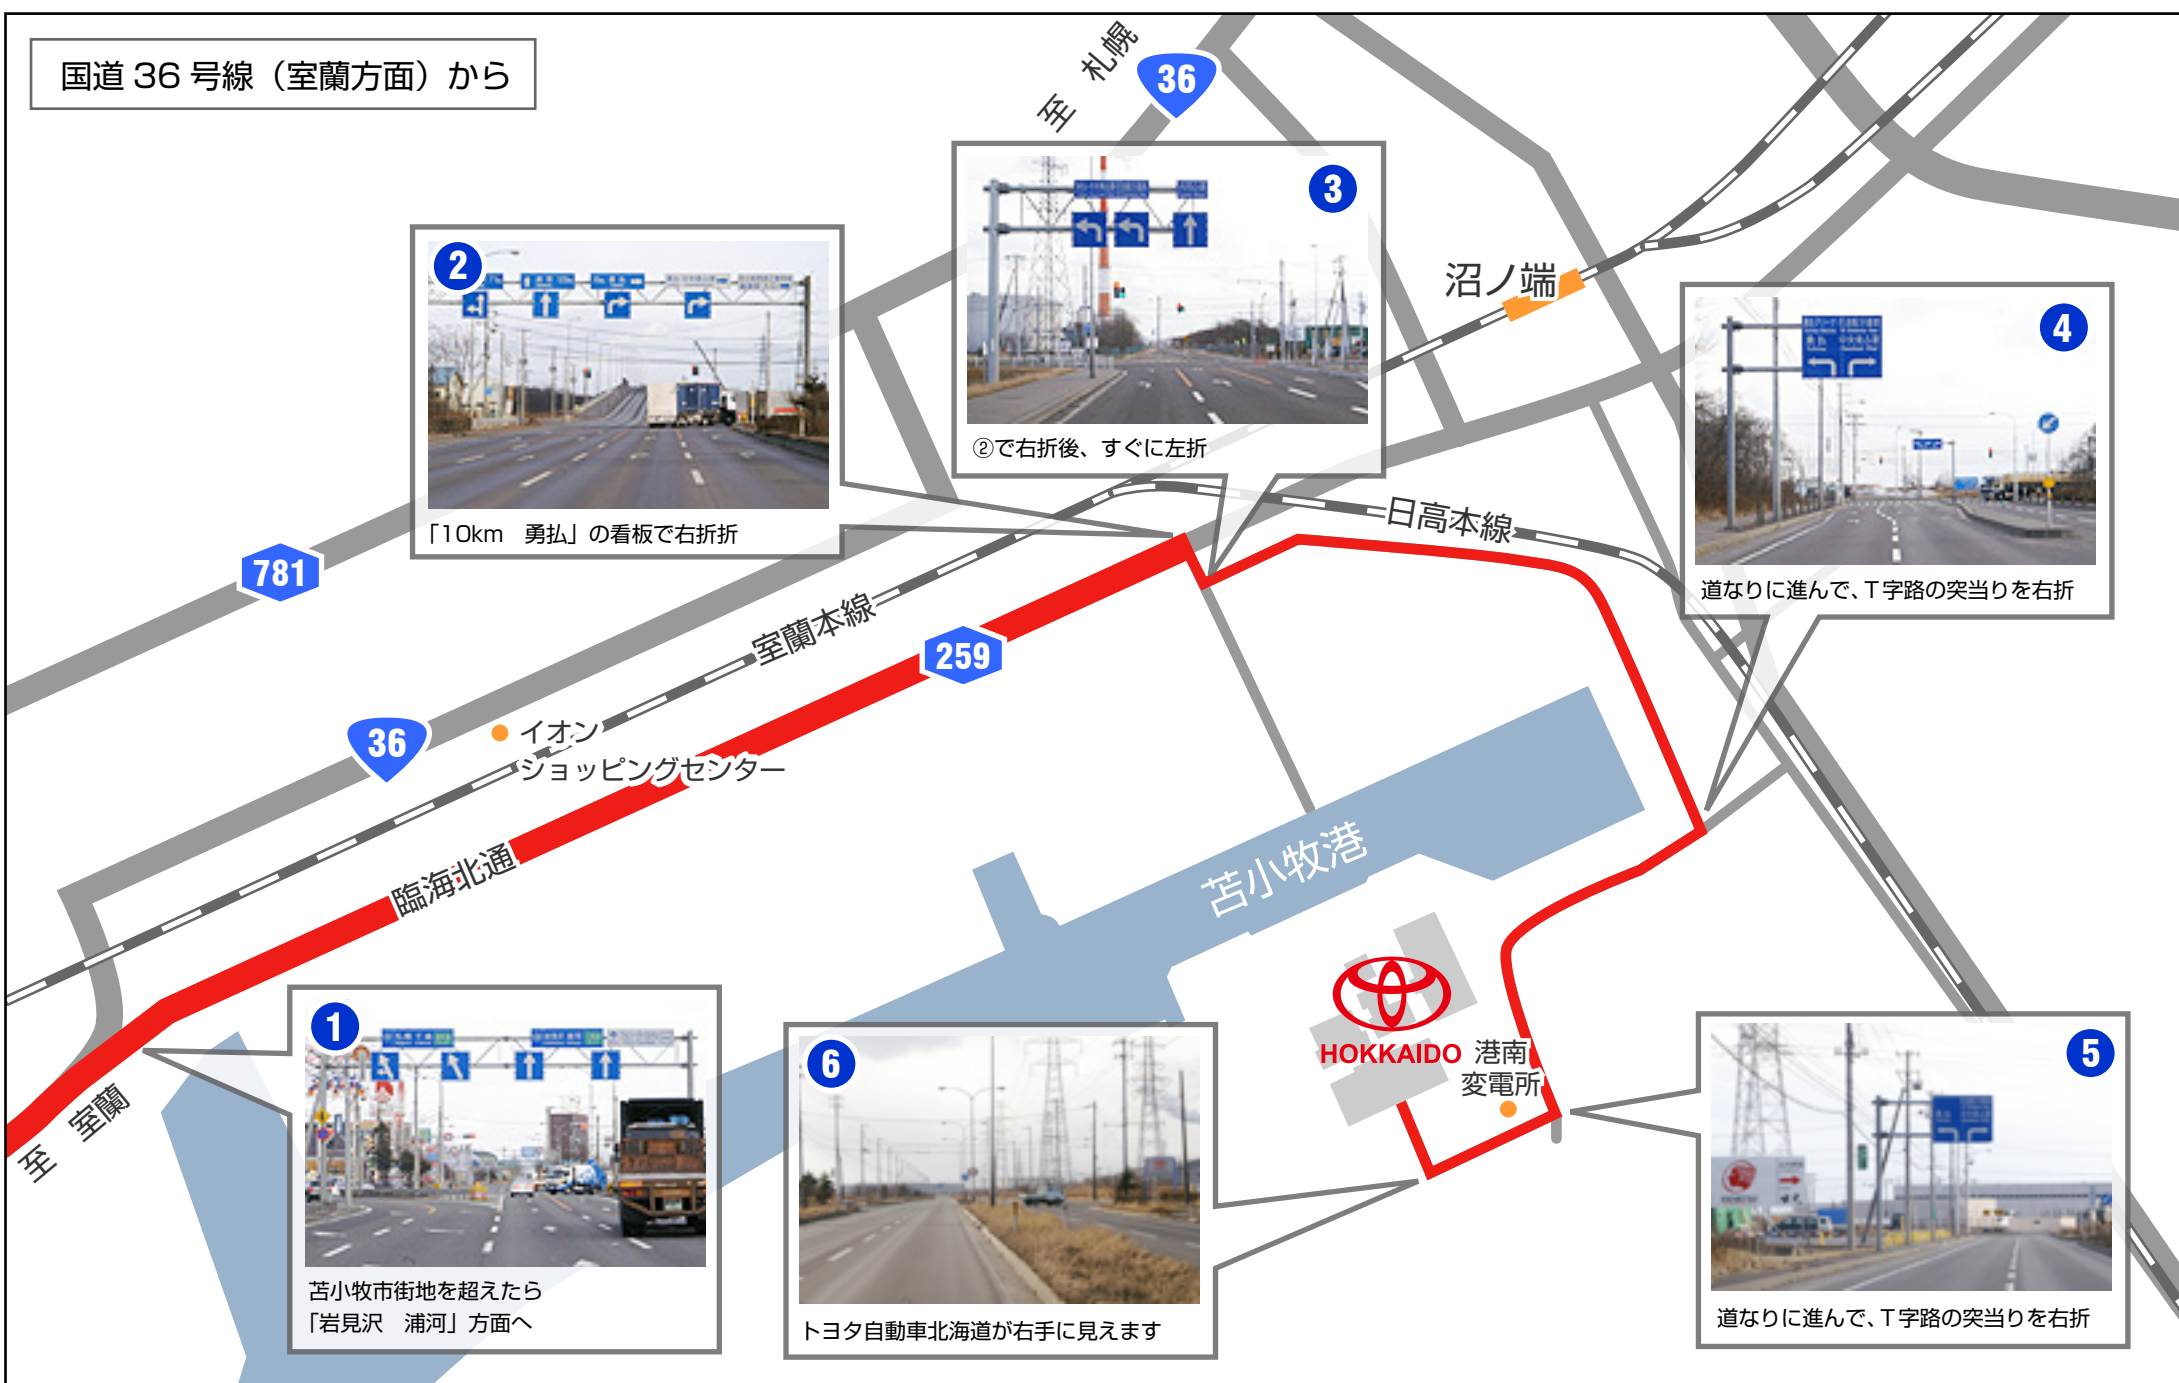 国道 36 号線（室蘭方面）から
至 札幌
36
3
②で右折後、すぐに左折
2
「10km 勇払」の看板で右折折
沼ノ端
4
道なりに進んで、T字路の突当りを右折
日高本線
781
室蘭本線
259
36
イオン
ショッピングセンター
臨海北通
苫小牧港
至 室蘭
1
苫小牧市街地を超えたら
「岩見沢 浦河」方面へ
6
トヨタ自動車北海道が右手に見えます
HOKKAIDO
港南
変電所
5
道なりに進んで、T字路の突当りを右折